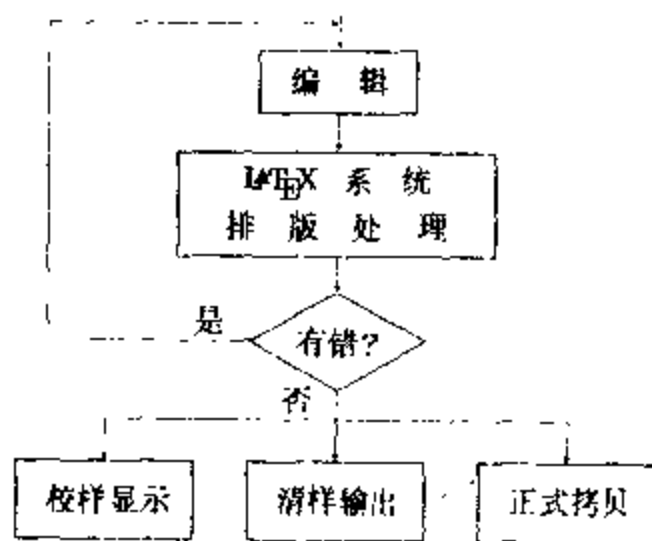 编 辑
LATEX 系 统
排 版 处 理
是
有错?
否
校样显示
清样输出
正式拷贝